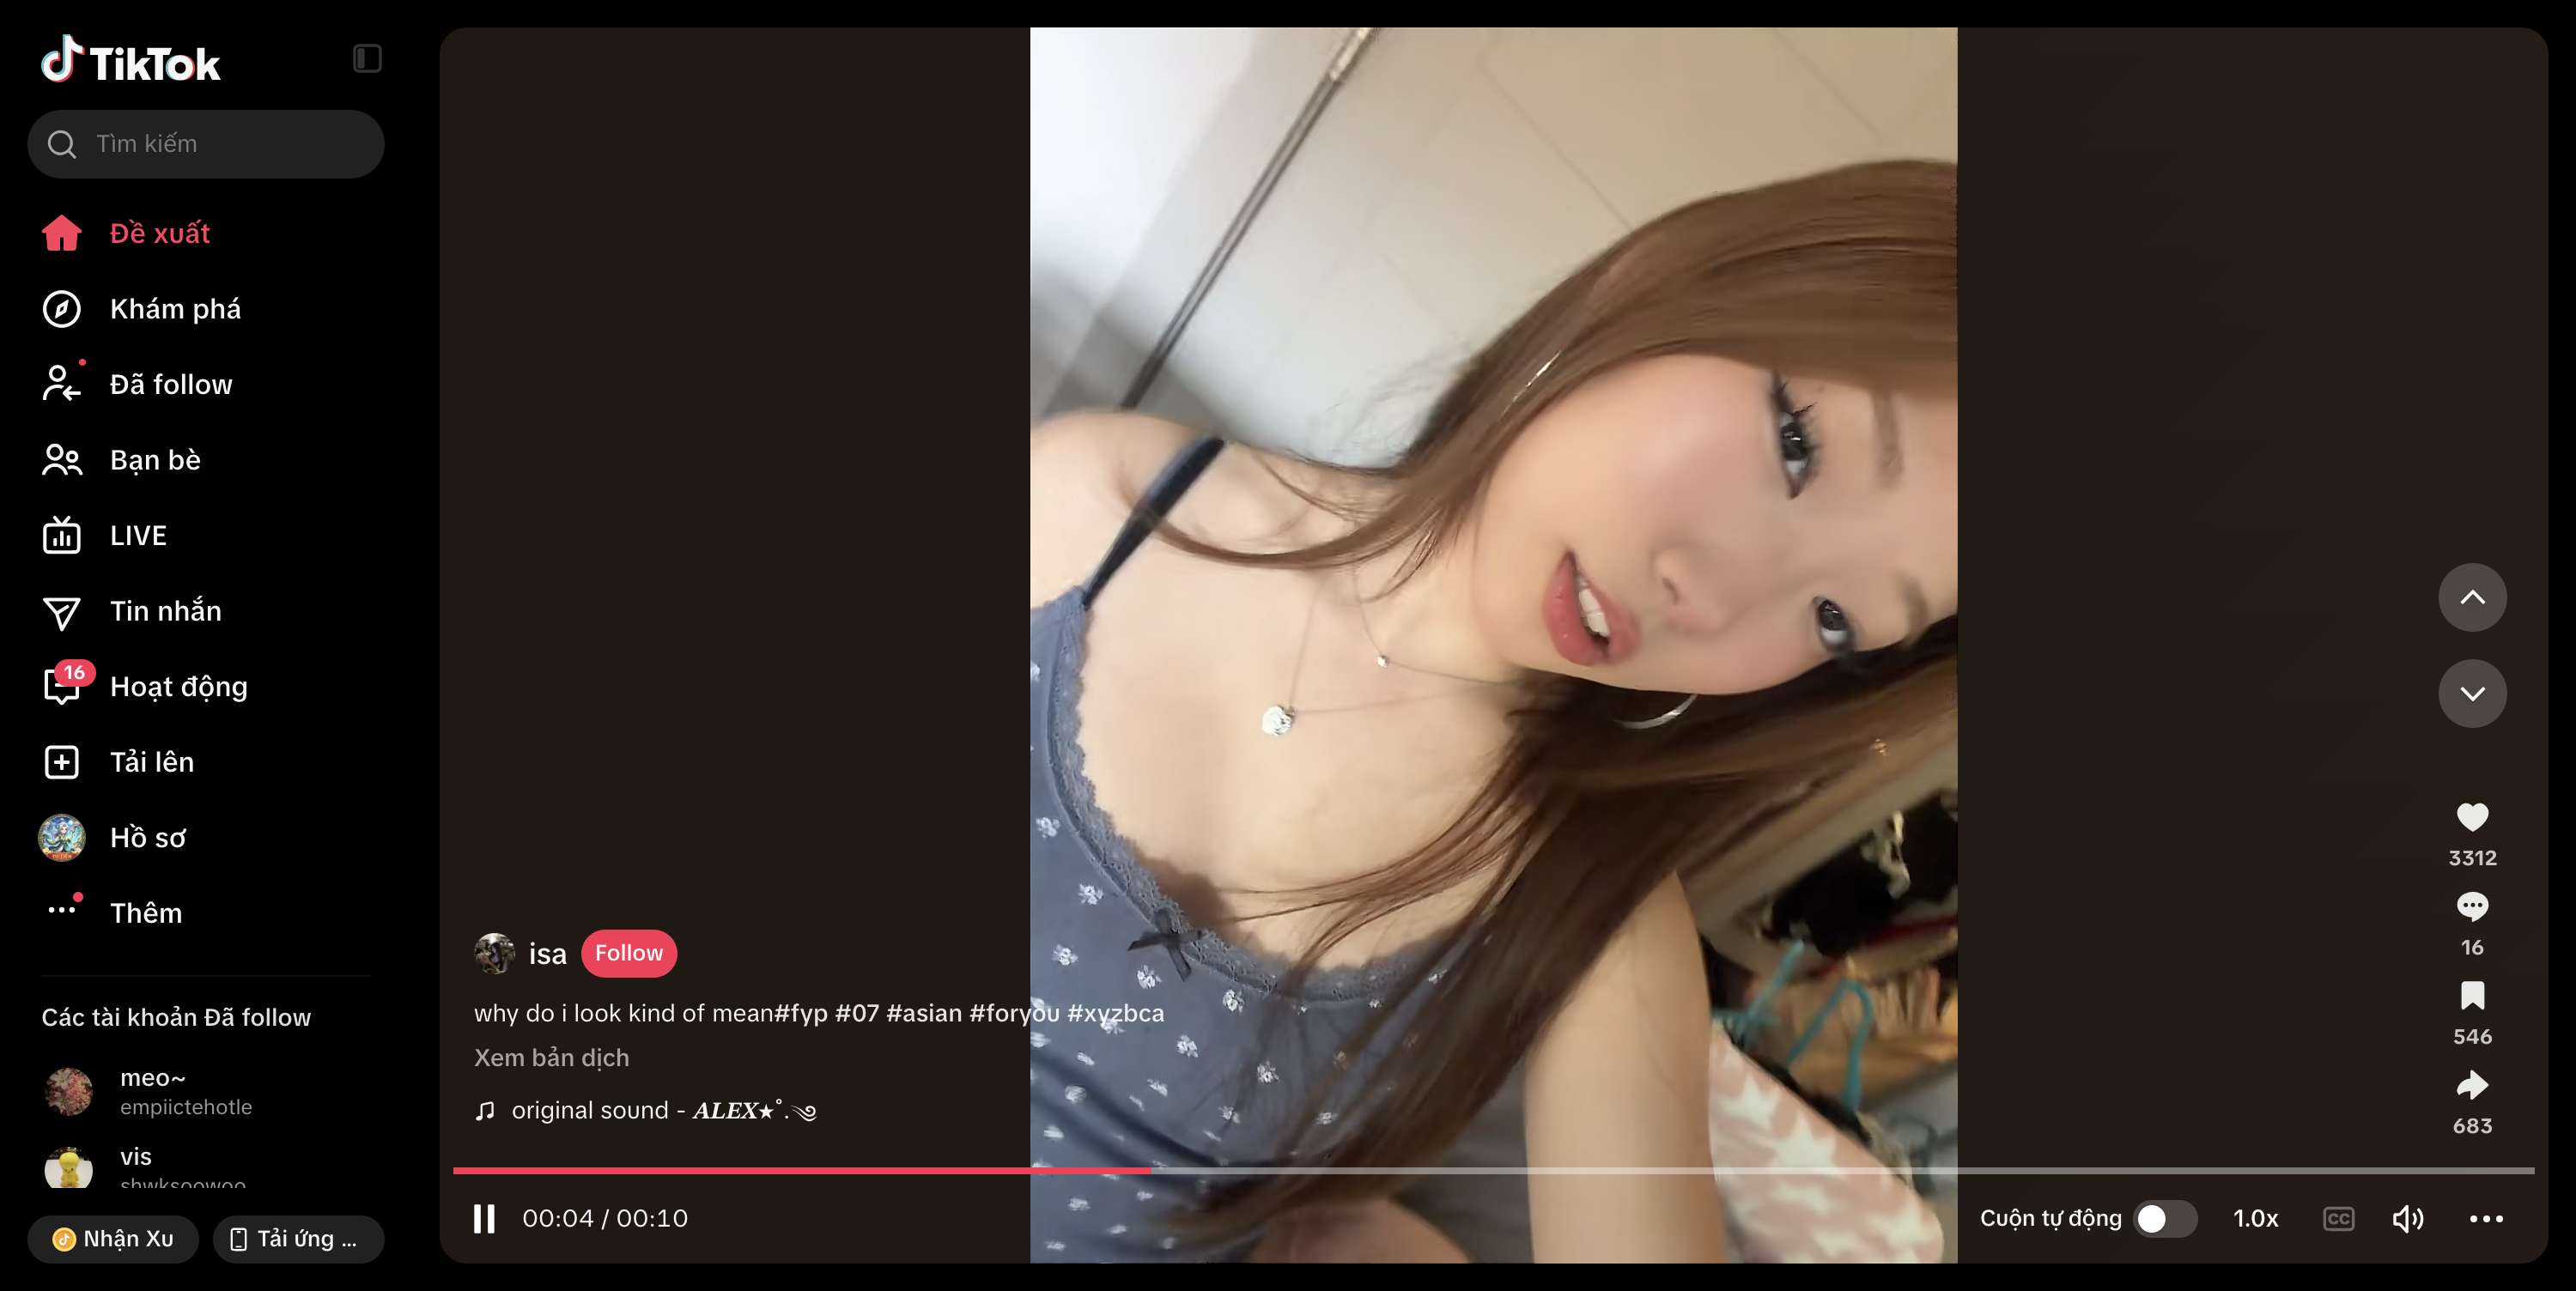 TikTok
Tìm kiếm
Đề xuất
Khám phá
Đã follow
Bạn bè
LIVE
Tin nhắn
16
Hoạt động
Tải lên
Hồ sơ
Thêm
Các tài khoản Đã follow
meo~
empiictehotle
vis
shwksoowoo
Nhận Xu
Tải ứng ...
isa
Follow
why do i look kind of mean#fyp #07 #asian #foryou #xyzbca
Xem bản dịch
original sound - 𝑨𝑳𝑬𝑿★˚.༄
00:04 / 00:10
3312
16
546
683
Cuộn tự động
1.0x
CC